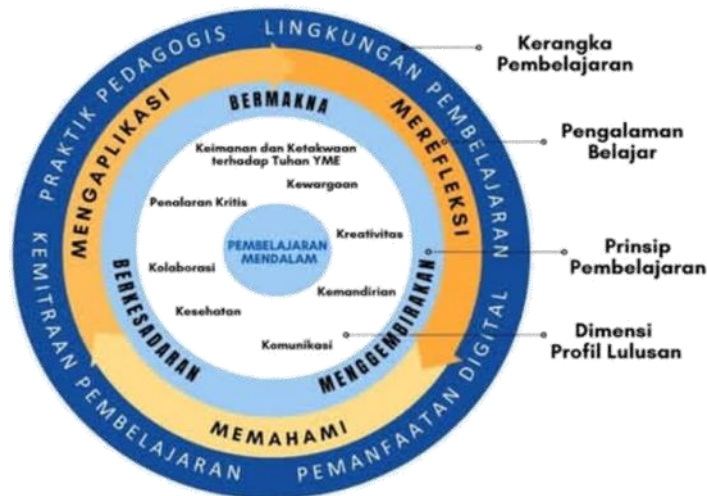 PRAKTIK PEDAGOGIS
LINGKUNGAN PEMBELAJARAN
PEMANFAATAN DIGITAL
KEMITRAAN PEMBELAJARAN
MENGAPLIKASI
MEREFLEKSI
MEMAHAMI
BERMAKNA
MENGGEMBIRAKAN
BERKESADARAN
Keimanan dan Ketakwaan
terhadap Tuhan YME
Kewargaan
Penalaran Kritis
Kreativitas
Kolaborasi
Kemandirian
Kesehatan
Komunikasi
PEMBELAJARAN
MENDALAM
Kerangka
Pembelajaran
Pengalaman
Belajar
Prinsip
Pembelajaran
Dimensi
Profil Lulusan